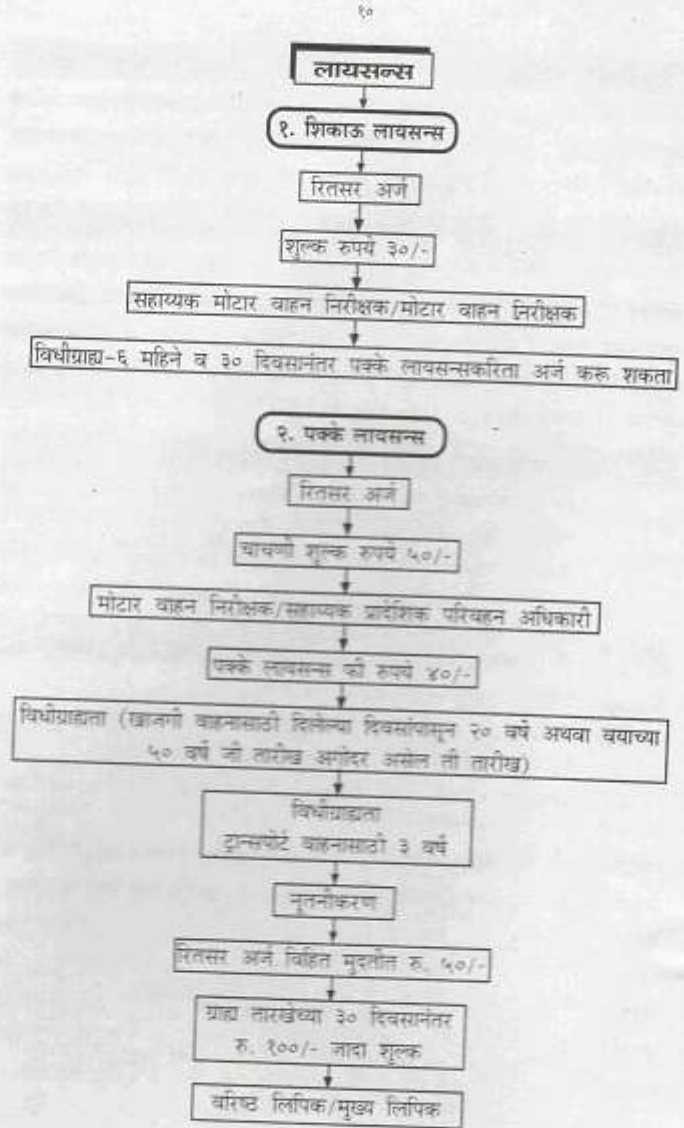 १०
लायसन्स
१. शिकाऊ लायसन्स
रितसर अर्ज
शुल्क रुपये ३०/-
सहाय्यक मोटार वाहन निरीक्षक/मोटार वाहन निरीक्षक
विधीग्राह्य-६ महिने व ३० दिवसानंतर पक्के लायसन्सकरिता अर्ज करू शकता
२. पक्के लायसन्स
रितसर अर्ज
चाचणी शुल्क रुपये ५०/-
मोटार वाहन निरीक्षक/सहाय्यक प्रादेशिक परिवहन अधिकारी
पक्के लायसन्स फी रुपये ४०/-
विधीग्राह्यता (खाजगी वाहनासाठी दिलेल्या दिवसांपासून २० वर्षे अथवा वयाच्या
५० वर्षे जी तारीख अगोदर असेल ती तारीख)
विधीग्राह्यता
ट्रान्सपोर्ट वाहनासाठी ३ वर्षे
नूतनीकरण
रितसर अर्ज विहित मुदतीत रु. ५०/-
ग्राह्य तारखेच्या ३० दिवसानंतर
रु. १००/- जादा शुल्क
वरिष्ठ लिपिक/मुख्य लिपिक